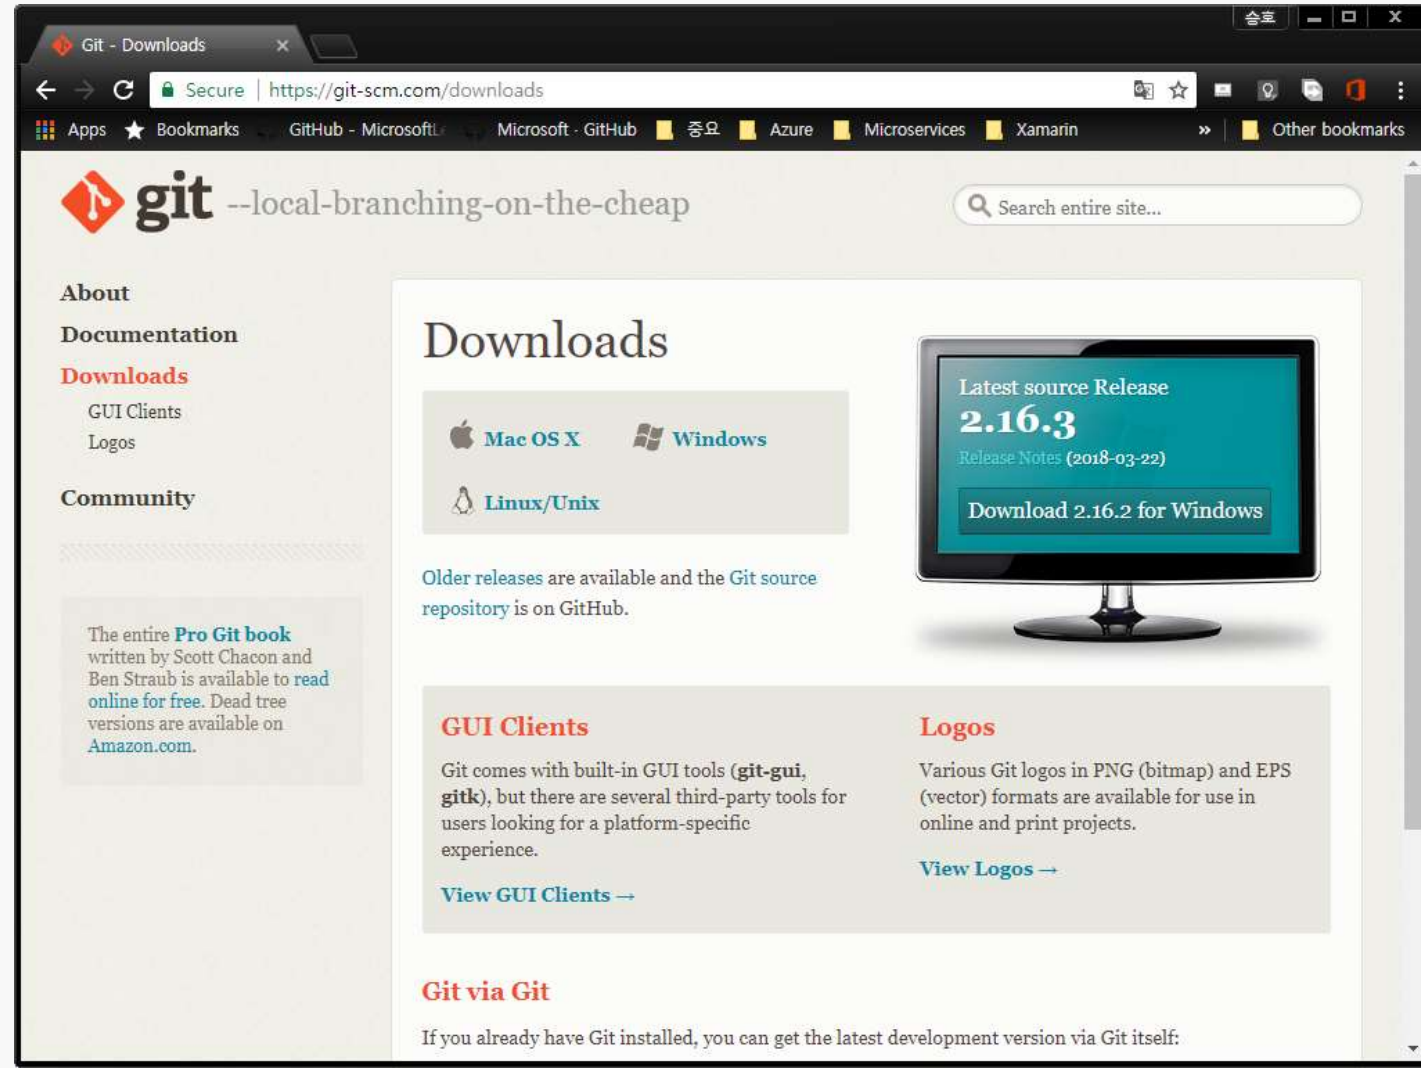 승호
Git - Downloads
Secure https://git-scm.com/downloads
Apps Bookmarks GitHub - Microsoft Microsoft · GitHub 중요 Azure Microservices Xamarin » Other bookmarks
git --local-branching-on-the-cheap
Search entire site...
About
Documentation
Downloads
GUI Clients
Logos
Community
The entire Pro Git book
written by Scott Chacon and
Ben Straub is available to read
online for free. Dead tree
versions are available on
Amazon.com.
Downloads
Mac OS X Windows
Linux/Unix
Older releases are available and the Git source
repository is on GitHub.
Latest source Release
2.16.3
Release Notes (2018-03-22)
Download 2.16.2 for Windows
GUI Clients
Git comes with built-in GUI tools (git-gui,
gitk), but there are several third-party tools for
users looking for a platform-specific
experience.
View GUI Clients →
Logos
Various Git logos in PNG (bitmap) and EPS
(vector) formats are available for use in
online and print projects.
View Logos →
Git via Git
If you already have Git installed, you can get the latest development version via Git itself: